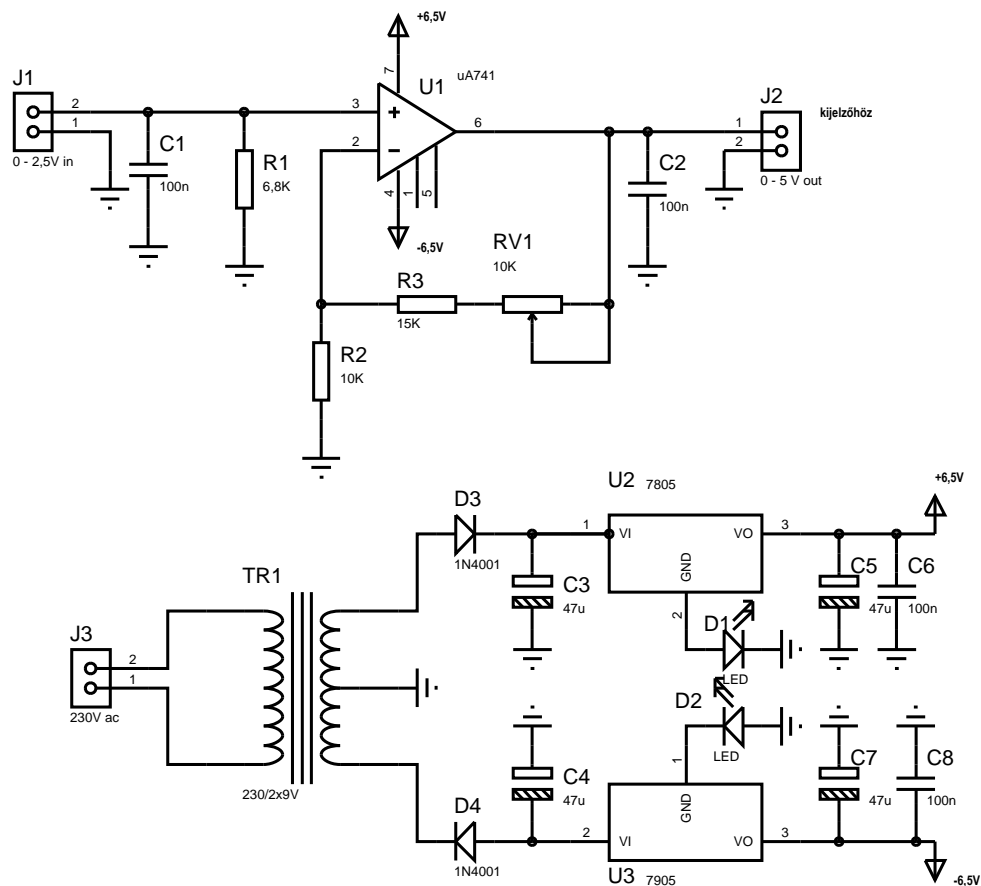 +6,5V
7
U1
uA741
J1
2
1
0 - 2,5V in
3
2
6
4
1
5
-6,5V
C1
100n
R1
6,8K
J2
kijelzőhöz
1
2
0 - 5 V out
C2
100n
RV1
10K
R3
15K
R2
10K
U2
7805
+6,5V
D3
1N4001
1
VI
VO
3
GND
2
C3
47u
C5
47u
C6
100n
TR1
230/2x9V
J3
2
1
230V ac
D1
LED
D2
LED
C4
47u
1
GND
C7
47u
C8
100n
D4
1N4001
2
VI
VO
3
U3
7905
-6,5V